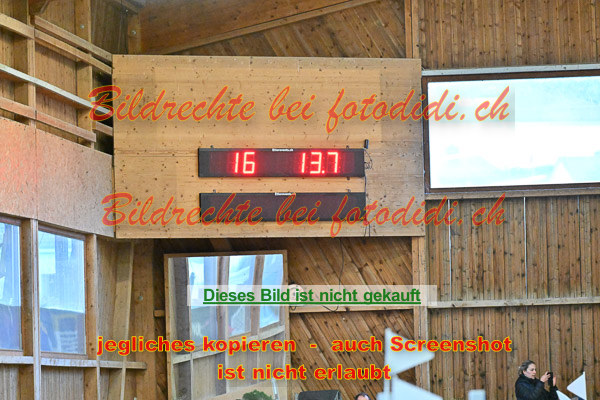 Bildrechte bei fotodidi.ch
16 13.7
Bildrechte bei fotodidi.ch
Dieses Bild ist nicht gekauft
jegliches kopieren - auch Screenshot
ist nicht erlaubt